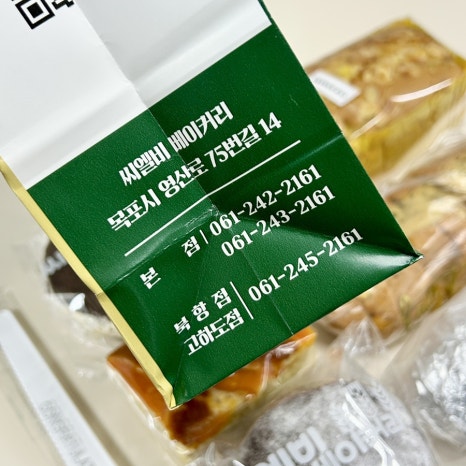 씨엘비 베이커리
목포시 영산로 75번길 14
본 점 061-242-2161
061-243-2161
북항점
고하도점 061-245-2161